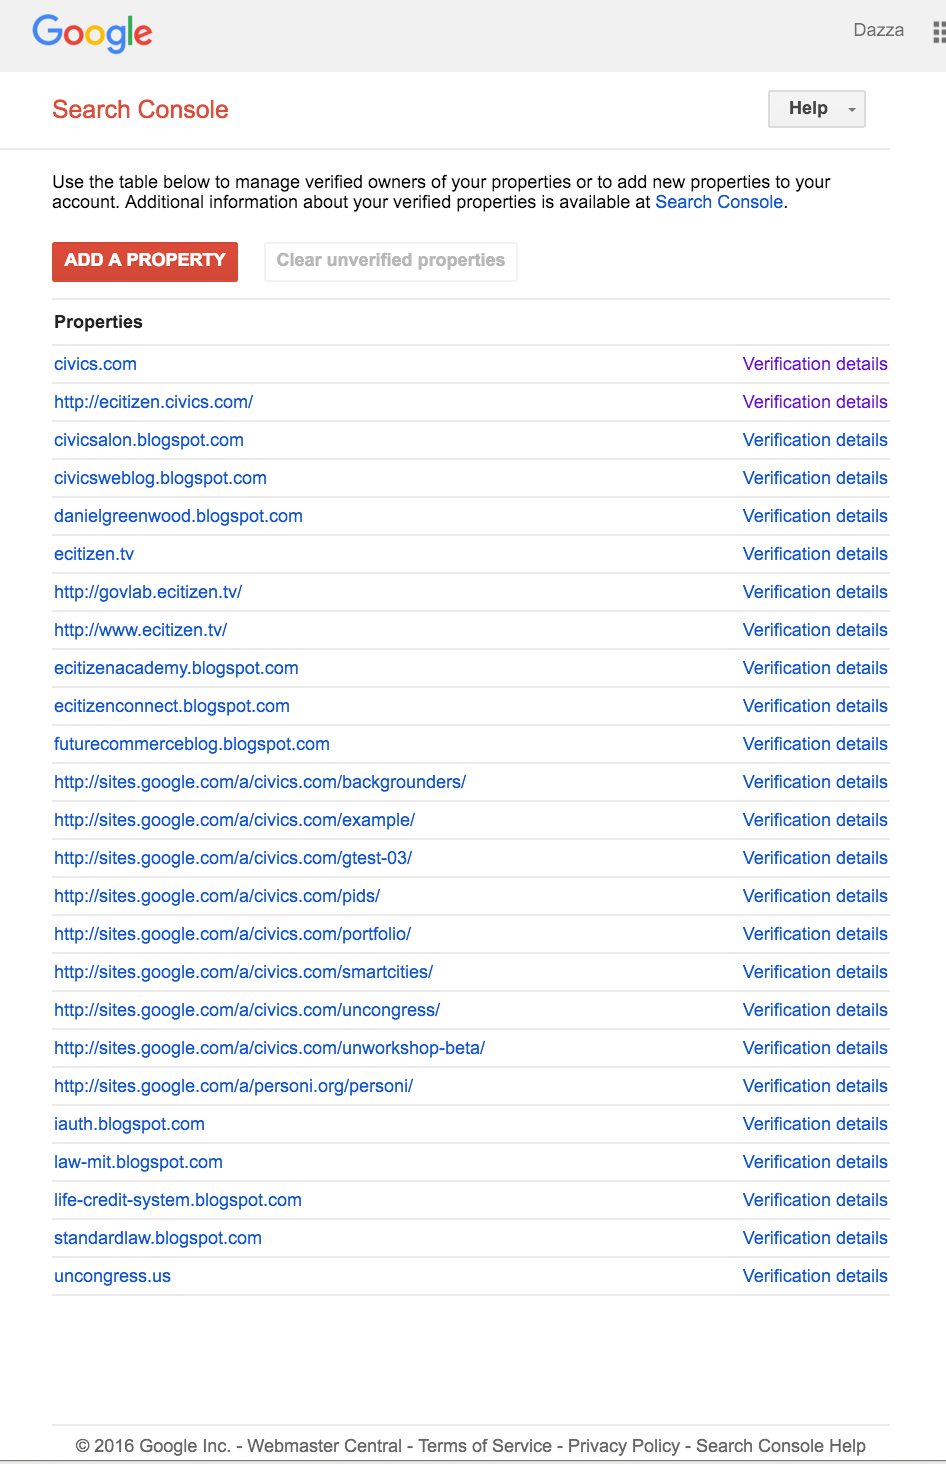 Google
Dazza
Search Console
Help
Use the table below to manage verified owners of your properties or to add new properties to your
account. Additional information about your verified properties is available at Search Console.
ADD A PROPERTY
Clear unverified properties
Properties
civics.com Verification details
http://ecitizen.civics.com/ Verification details
civicsalon.blogspot.com Verification details
civicsweblog.blogspot.com Verification details
danielgreenwood.blogspot.com Verification details
ecitizen.tv Verification details
http://govlab.ecitizen.tv/ Verification details
http://www.ecitizen.tv/ Verification details
ecitizenacademy.blogspot.com Verification details
ecitizenconnect.blogspot.com Verification details
futurecommerceblog.blogspot.com Verification details
http://sites.google.com/a/civics.com/backgrounders/ Verification details
http://sites.google.com/a/civics.com/example/ Verification details
http://sites.google.com/a/civics.com/gtest-03/ Verification details
http://sites.google.com/a/civics.com/pids/ Verification details
http://sites.google.com/a/civics.com/portfolio/ Verification details
http://sites.google.com/a/civics.com/smartcities/ Verification details
http://sites.google.com/a/civics.com/uncongress/ Verification details
http://sites.google.com/a/civics.com/unworkshop-beta/ Verification details
http://sites.google.com/a/personi.org/personi/ Verification details
iauth.blogspot.com Verification details
law-mit.blogspot.com Verification details
life-credit-system.blogspot.com Verification details
standardlaw.blogspot.com Verification details
uncongress.us Verification details
© 2016 Google Inc. - Webmaster Central - Terms of Service - Privacy Policy - Search Console Help